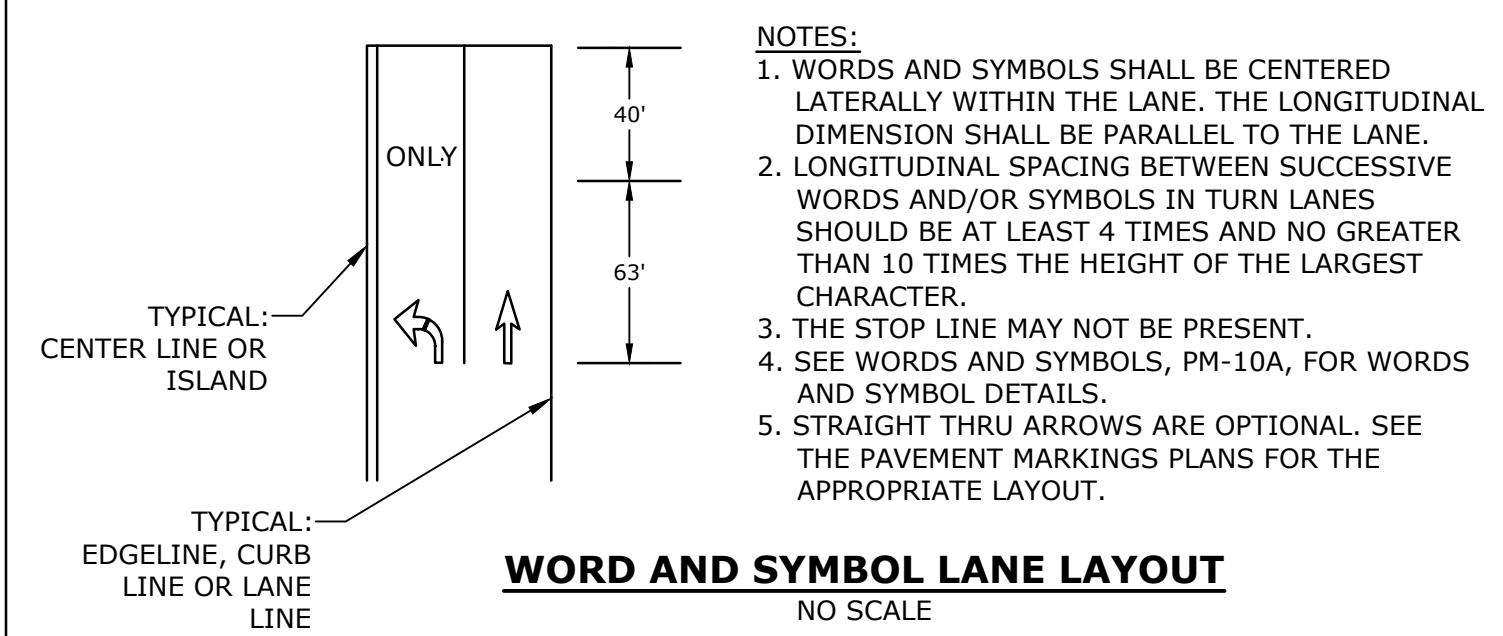 40'
ONLY
63'
TYPICAL:
CENTER LINE OR
ISLAND
TYPICAL:
EDGELINE, CURB
LINE OR LANE
LINE
NOTES:
1. WORDS AND SYMBOLS SHALL BE CENTERED
LATERALLY WITHIN THE LANE. THE LONGITUDINAL
DIMENSION SHALL BE PARALLEL TO THE LANE.
2. LONGITUDINAL SPACING BETWEEN SUCCESSIVE
WORDS AND/OR SYMBOLS IN TURN LANES
SHOULD BE AT LEAST 4 TIMES AND NO GREATER
THAN 10 TIMES THE HEIGHT OF THE LARGEST
CHARACTER.
3. THE STOP LINE MAY NOT BE PRESENT.
4. SEE WORDS AND SYMBOLS, PM-10A, FOR WORDS
AND SYMBOL DETAILS.
5. STRAIGHT THRU ARROWS ARE OPTIONAL. SEE
THE PAVEMENT MARKINGS PLANS FOR THE
APPROPRIATE LAYOUT.
WORD AND SYMBOL LANE LAYOUT
NO SCALE